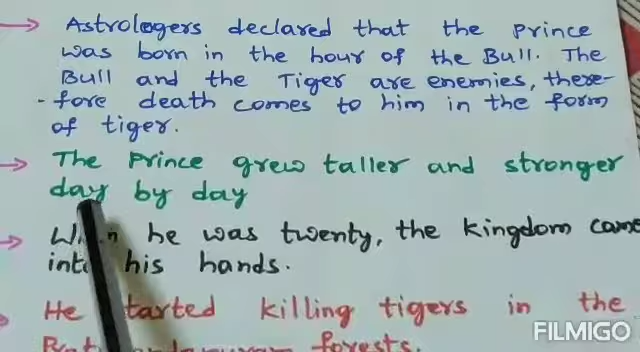 → Astrologers declared that the Prince
was born in the hour of the Bull. The
Bull and the Tiger are enemies, there-
- fore death comes to him in the form
of tiger.
→ The Prince grew taller and stronger
day by day
→ he was twenty, the kingdom came
his hands.
He tigers in the
killing
forests.
FILMIGO